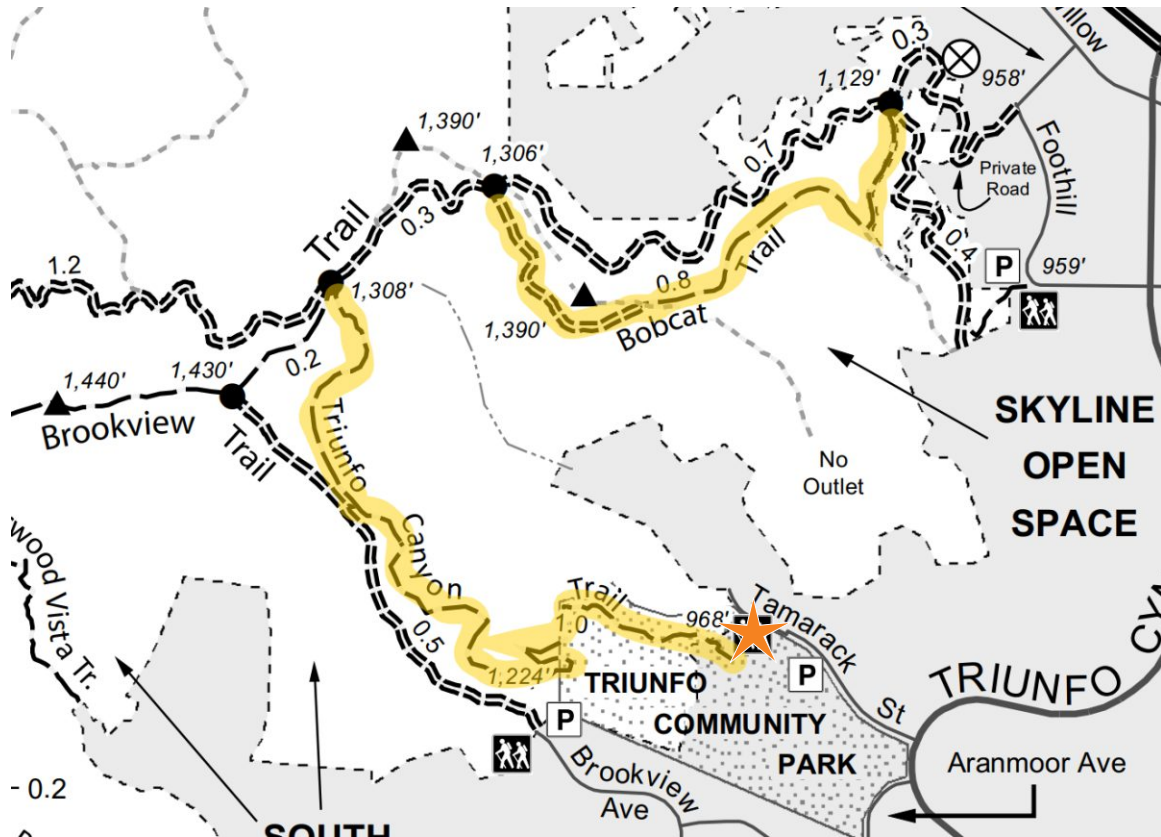 illow
0.3
958'
1,129'
1,390'
1,306'
0.7
Private
Road
Foothill
Trail
0.3
Trail
0.4
P
959'
1.2
1,308'
0.8
1,390'
Bobcat
0.2
1,430'
1,440'
Brookview
Trail
Triunfo
SKYLINE
OPEN
SPACE
No
Outlet
wood Vista Tr.
Canyon
Trail
968'
Tamarack
St
1.0
0.5
1,224'
P
TRIUNFO
COMMUNITY
PARK
P
TRIUNFO CY
Aranmoor Ave
Brookview
Ave
- 0.2
SOUTH